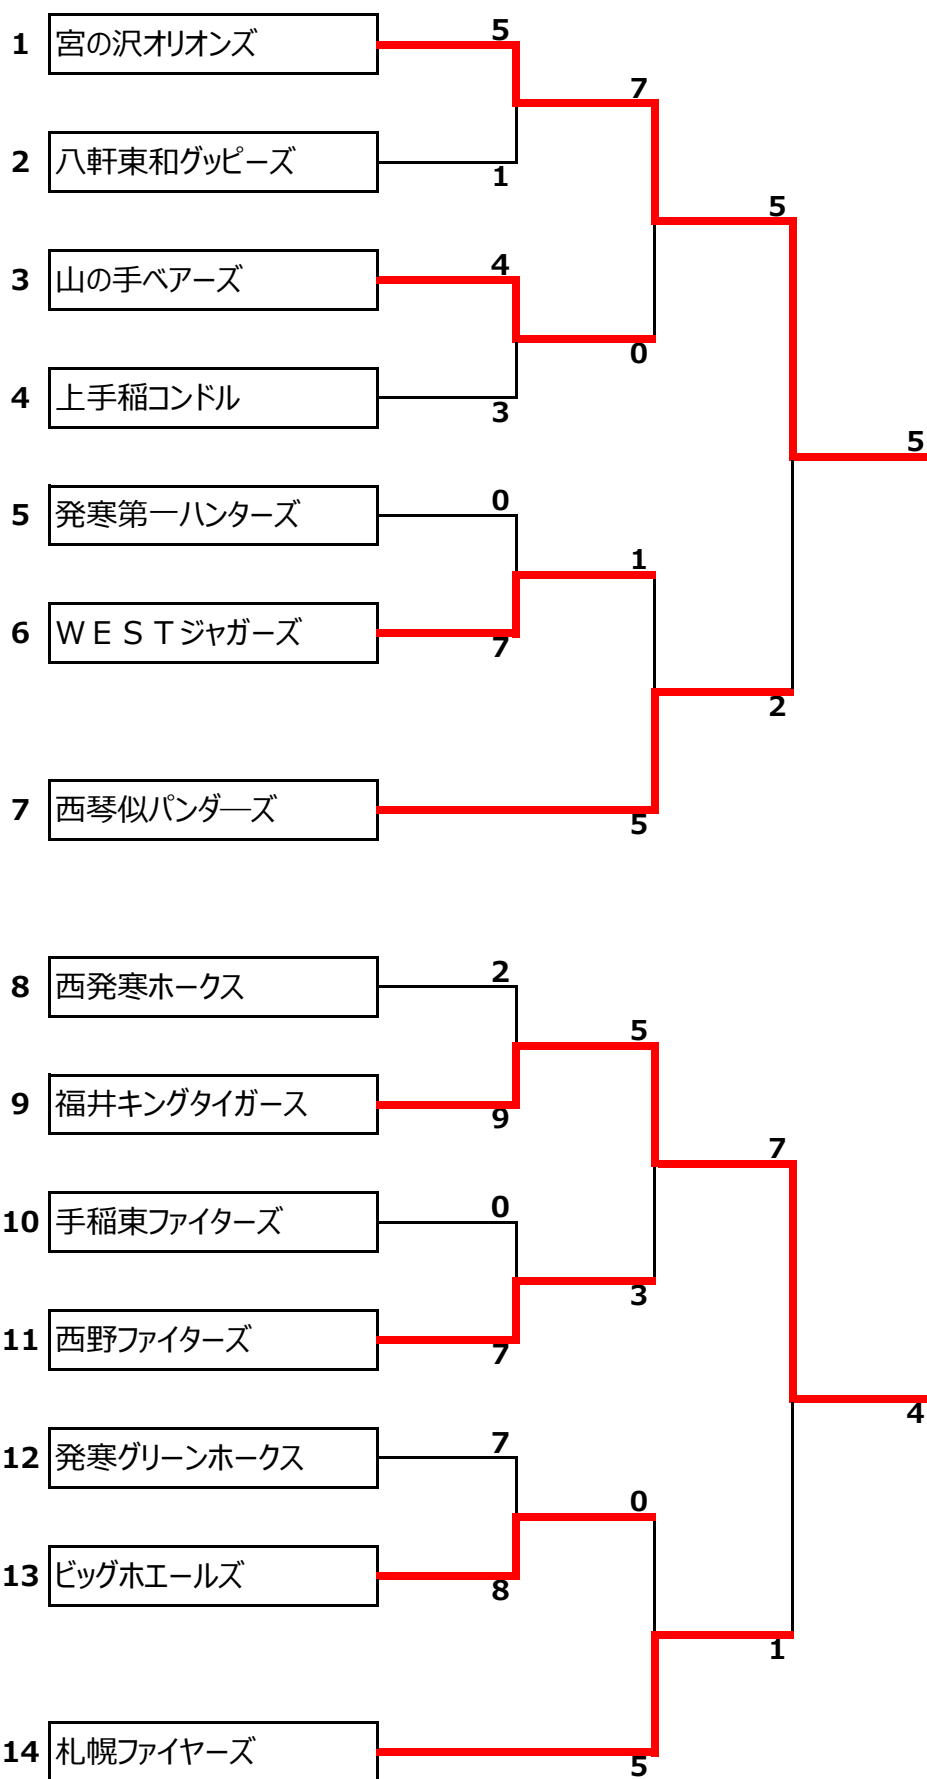 5
1 宮の沢オリオンズ
7
2 八軒東和グッピーズ
1
5
4
3 山の手ベアーズ
0
4 上手稲コンドル
3
5
0
5 発寒第一ハンターズ
1
6 ＷＥＳＴジャガーズ
7
2
7 西琴似パンダーズ
5
2
8 西発寒ホークス
5
9 福井キングタイガース
9
7
0
10 手稲東ファイターズ
3
11 西野ファイターズ
7
4
7
12 発寒グリーンホークス
0
13 ビッグホエールズ
8
1
14 札幌ファイヤーズ
5